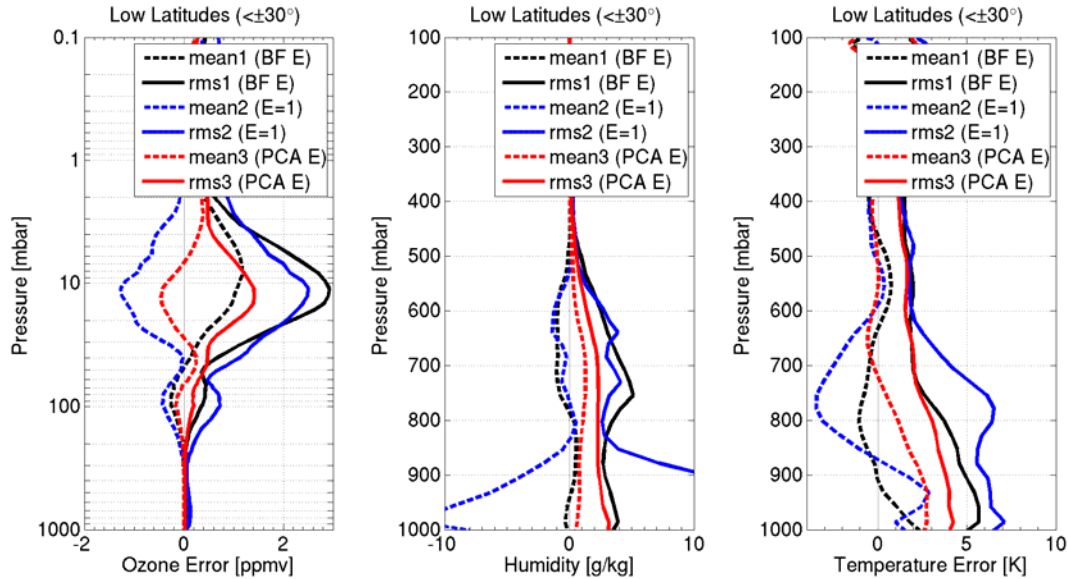 Low Latitudes (<±30°)
0.1
1
10
100
1000
Pressure [mbar]
mean1 (BF E)
rms1 (BF E)
mean2 (E=1)
rms2 (E=1)
mean3 (PCA E)
rms3 (PCA E)
-2
0
2
Ozone Error [ppmv]
Low Latitudes (<±30°)
100
200
300
400
500
600
700
800
900
1000
Pressure [mbar]
mean1 (BF E)
rms1 (BF E)
mean2 (E=1)
rms2 (E=1)
mean3 (PCA E)
rms3 (PCA E)
-10
-5
0
5
10
Humidity [g/kg]
Low Latitudes (<±30°)
100
200
300
400
500
600
700
800
900
1000
Pressure [mbar]
mean1 (BF E)
rms1 (BF E)
mean2 (E=1)
rms2 (E=1)
mean3 (PCA E)
rms3 (PCA E)
0
5
10
Temperature Error [K]